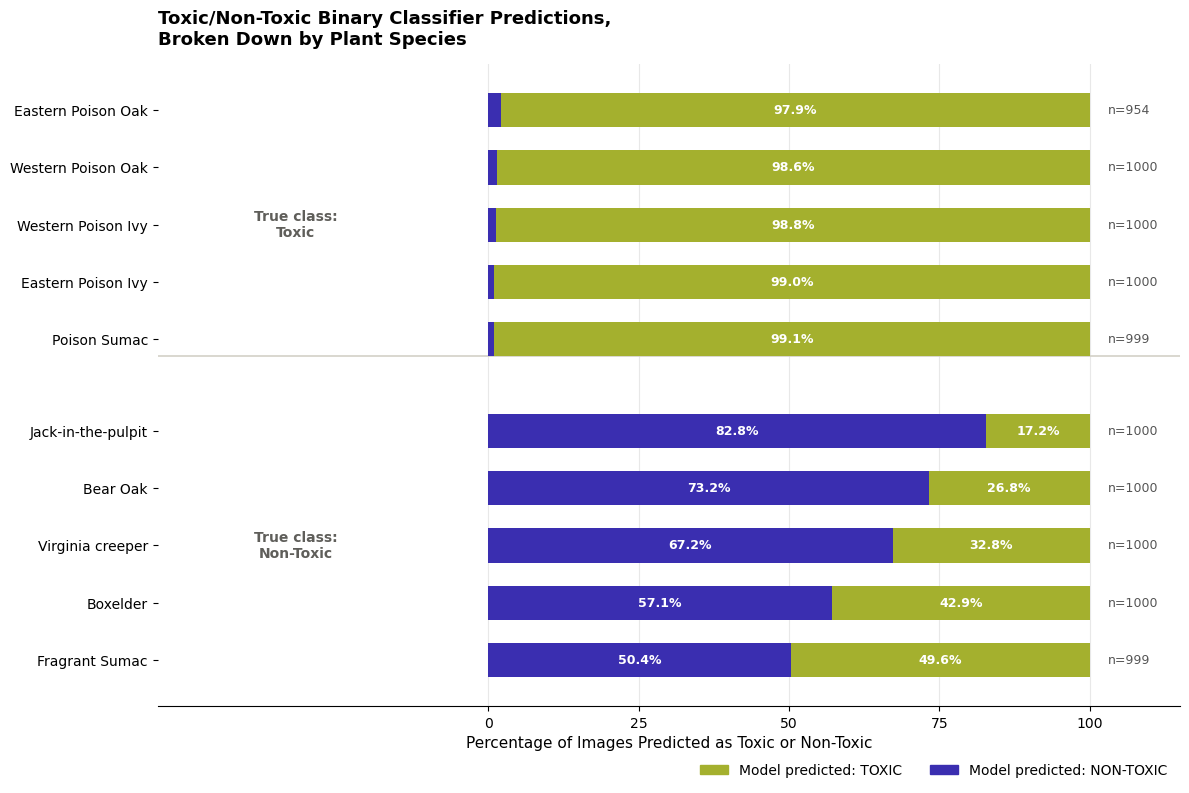 Toxic/Non-Toxic Binary Classifier Predictions,
Broken Down by Plant Species
Eastern Poison Oak 97.9% n=954
Western Poison Oak 98.6% n=1000
Western Poison Ivy 98.8% n=1000
True class:
Toxic
Eastern Poison Ivy 99.0% n=1000
Poison Sumac 99.1% n=999
Jack-in-the-pulpit 82.8% 17.2% n=1000
Bear Oak 73.2% 26.8% n=1000
Virginia creeper 67.2% 32.8% n=1000
True class:
Non-Toxic
Boxelder 57.1% 42.9% n=1000
Fragrant Sumac 50.4% 49.6% n=999
0 25 50 75 100
Percentage of Images Predicted as Toxic or Non-Toxic
Model predicted: TOXIC Model predicted: NON-TOXIC